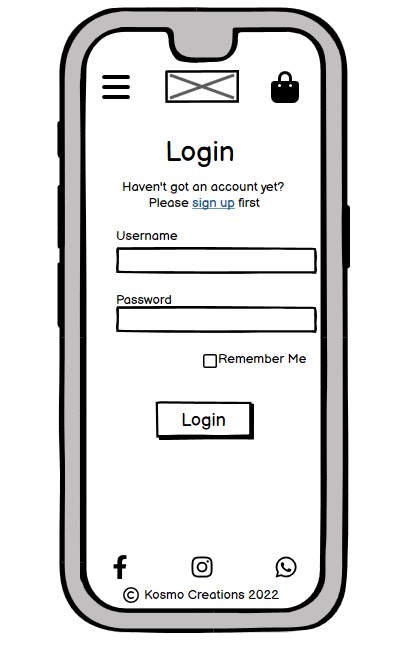 Login
Haven't got an account yet?
Please sign up first
Username
Password
Remember Me
Login
© Kosmo Creations 2022